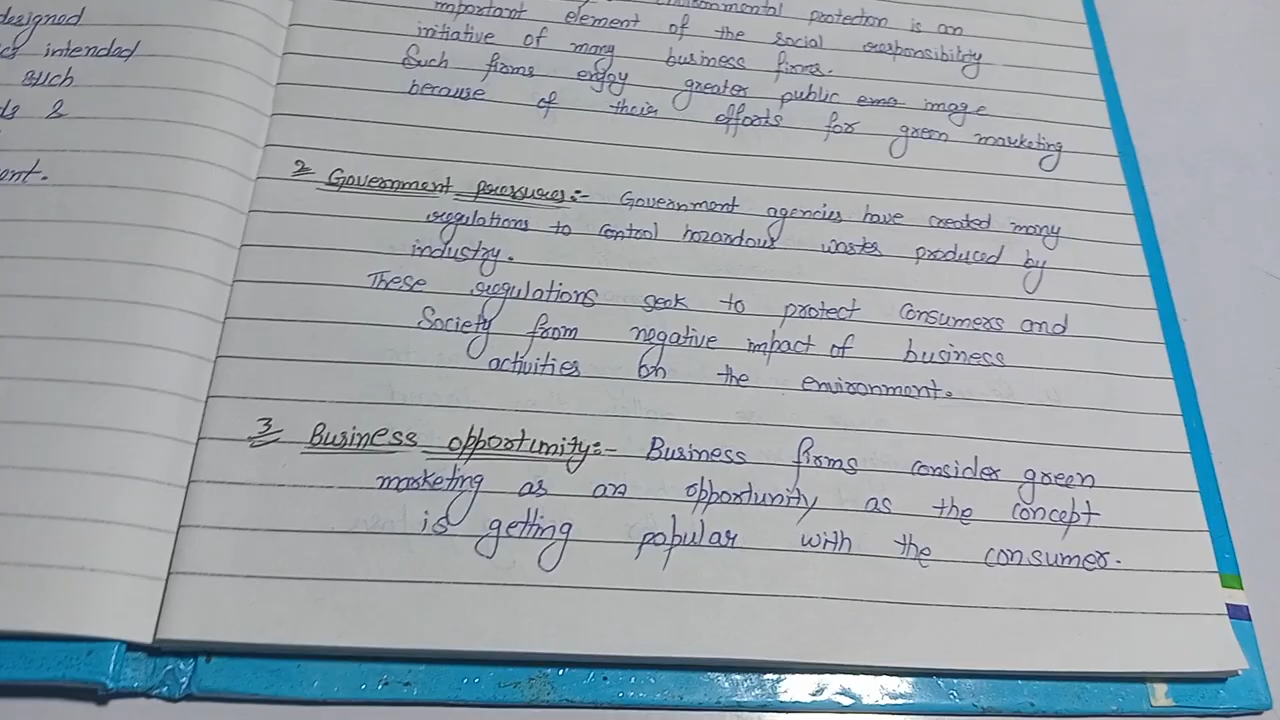 designed
intended
such
&
ent.
environmental protection is an
important element of the social responsibility
initiative of many business firms.
Such firms enjoy greater public ema image
because of their efforts for green marketing
2 Government pressures:- Government agencies have created many
regulations to control hazardous wastes produced by
industry.
These regulations seek to protect consumers and
Society from negative impact of business
activities on the environment.
3 Business opportunity:- Business firms consider green
marketing as an opportunity as the concept
is getting popular with the consumer.